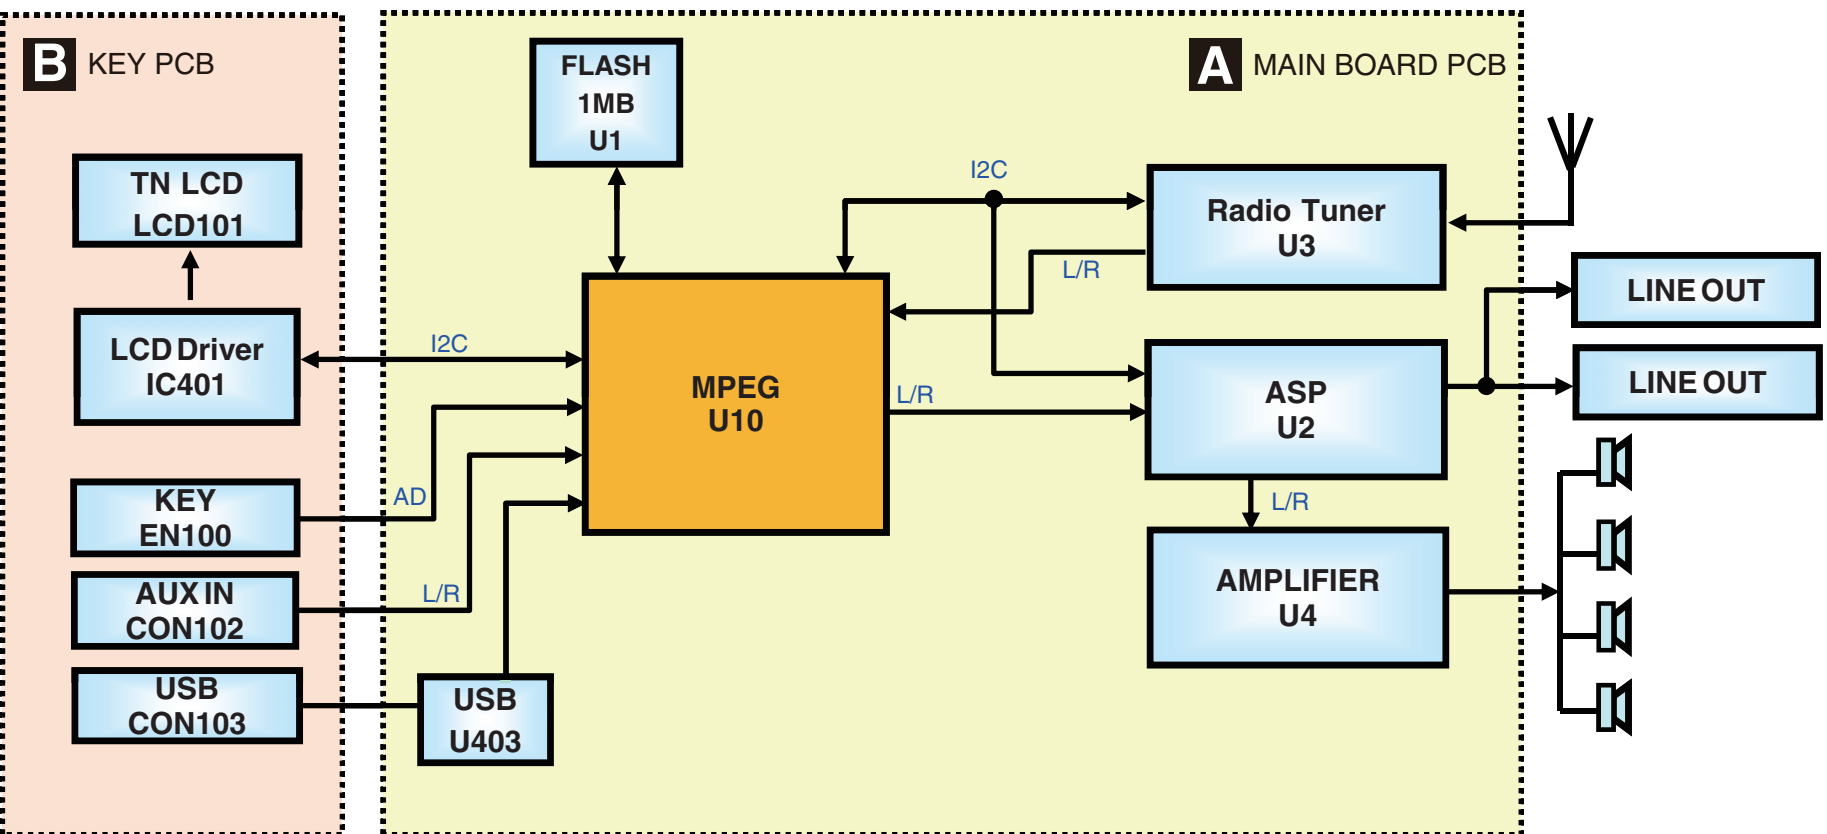 B KEY PCB
A MAIN BOARD PCB
FLASH
1MB
U1
TN LCD
LCD101
I2C
Radio Tuner
U3
L/R
LINE OUT
LCD Driver
IC401
I2C
MPEG
U10
L/R
ASP
U2
LINE OUT
KEY
EN100
AD
L/R
AUX IN
CON102
L/R
AMPLIFIER
U4
USB
CON103
USB
U403